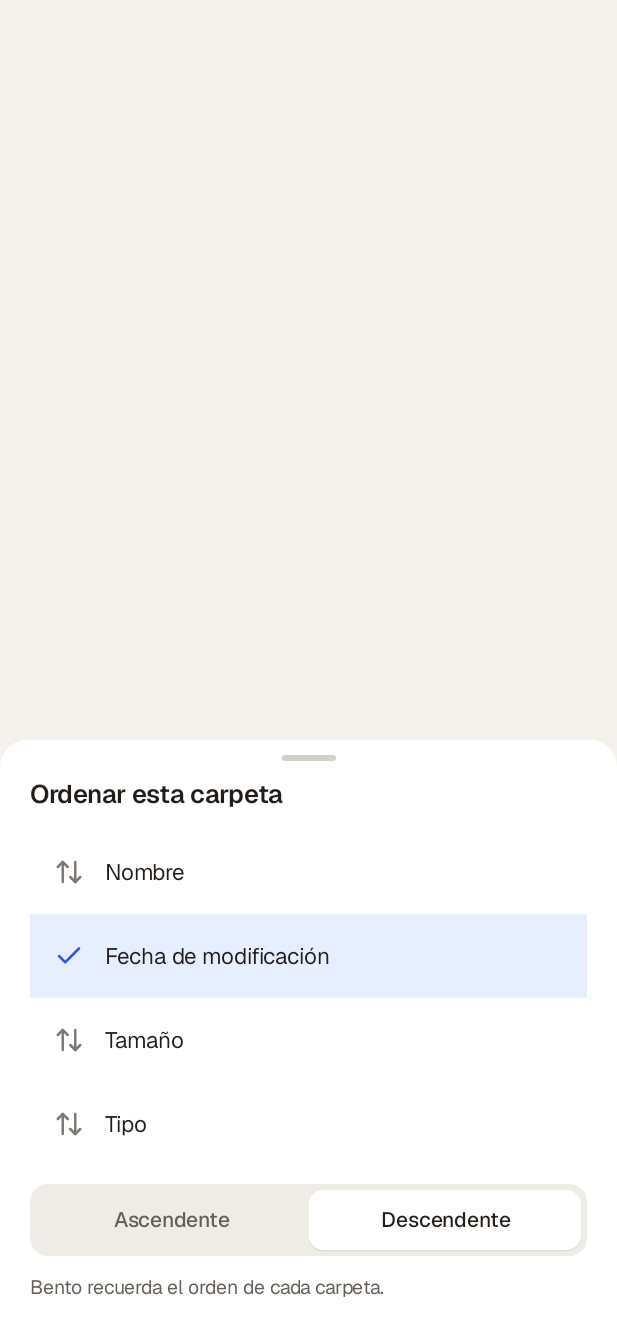 Ordenar esta carpeta
Nombre
Fecha de modificación
Tamaño
Tipo
Ascendente
Descendente
Bento recuerda el orden de cada carpeta.